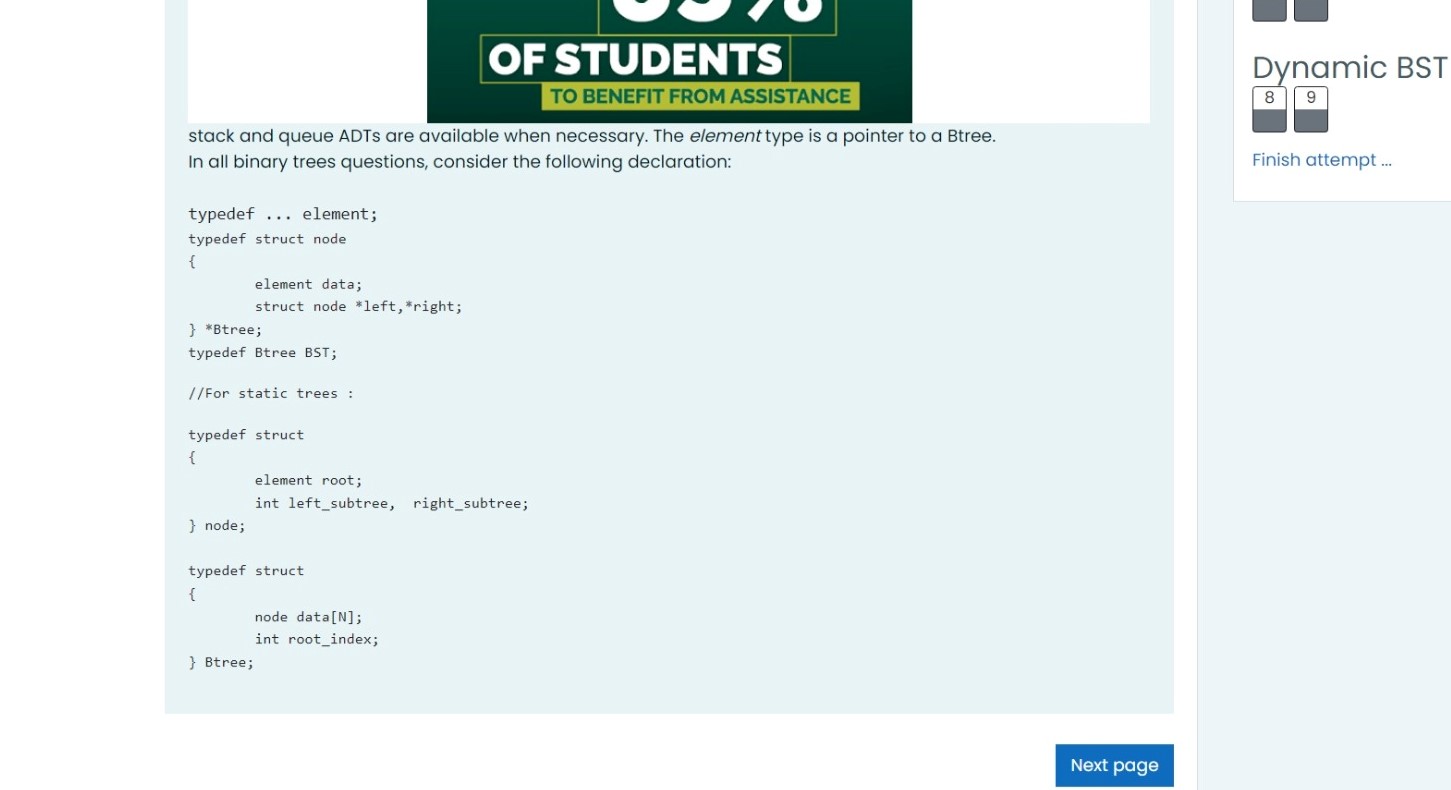 OF STUDENTS
TO BENEFIT FROM ASSISTANCE
stack and queue ADTs are available when necessary. The element type is a pointer to a Btree.
In all binary trees questions, consider the following declaration:
typedef ... element;
typedef struct node
{
element data;
struct node *left,*right;
} *Btree;
typedef Btree BST;
//For static trees :
typedef struct
{
element root;
int left_subtree, right_subtree;
} node;
typedef struct
{
node data[N];
int root_index;
} Btree;
Next page
Dynamic BST
8 9
Finish attempt ...